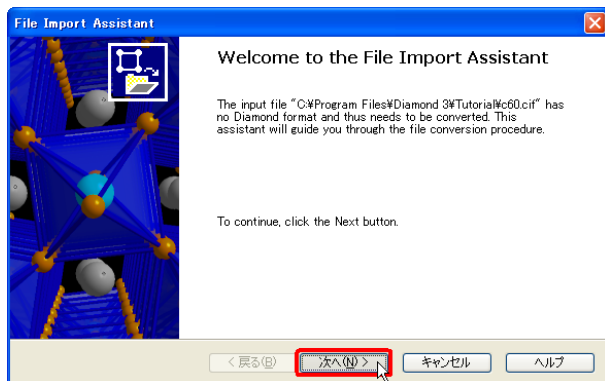 File Import Assistant
Welcome to the File Import Assistant
The input file "C:¥Program Files¥Diamond 3¥Tutorial¥c60.cif" has
no Diamond format and thus needs to be converted. This
assistant will guide you through the file conversion procedure.
To continue, click the Next button.
< 戻る(B) 次へ(N) > キャンセル ヘルプ